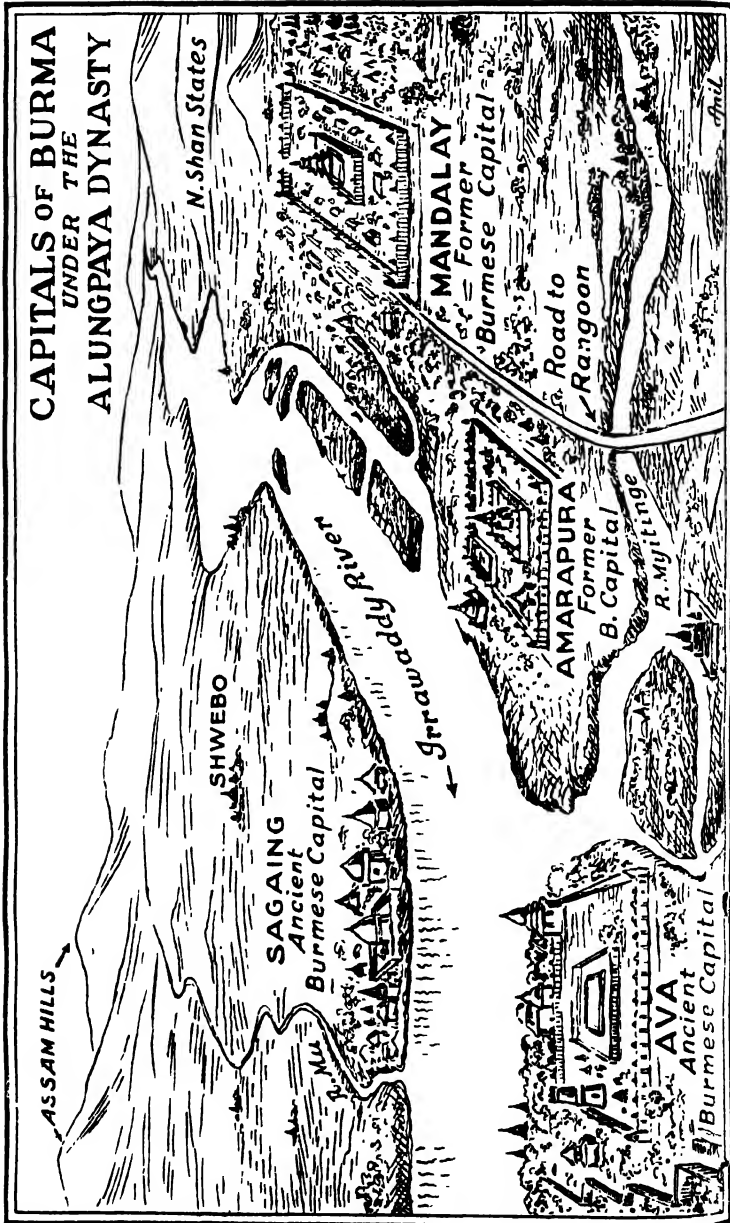 CAPITALS OF BURMA
UNDER THE
ALUNGPAYA DYNASTY
ASSAM HILLS
N. Shan States
SHWEBO
SAGAING
Ancient
Burmese Capital
R. Mu
Irrawaddy River
MANDALAY
Former
Burmese Capital
Road to
Rangoon
AMARAPURA
Former
B. Capital
R. Myitinge
AVA
Ancient
Burmese Capital